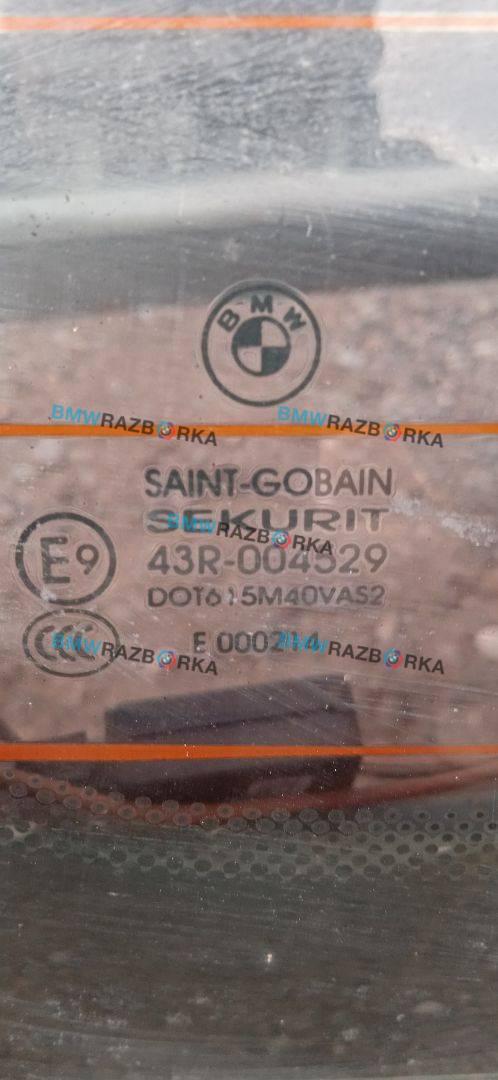 BMW
BMWRAZBORKA BMWRAZBORKA
SAINT-GOBAIN
SEKURIT
BMWRAZBORKA
E9 43R-004529
DOT615M40VAS2
CCC E
BMWRAZBORKA BMWRAZBORKA